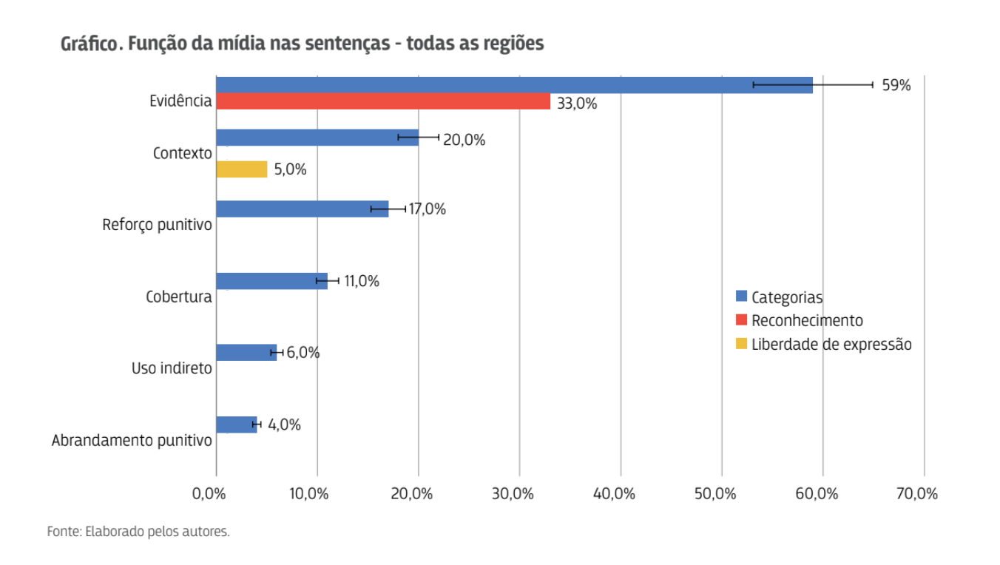 Gráfico. Função da mídia nas sentenças - todas as regiões
59%
Evidência
33,0%
20,0%
Contexto
5,0%
17,0%
Reforço punitivo
11,0%
Cobertura
Categorias
Reconhecimento
Liberdade de expressão
6,0%
Uso indireto
4,0%
Abrandamento punitivo
0,0% 10,0% 20,0% 30,0% 40,0% 50,0% 60,0% 70,0%
Fonte: Elaborado pelos autores.